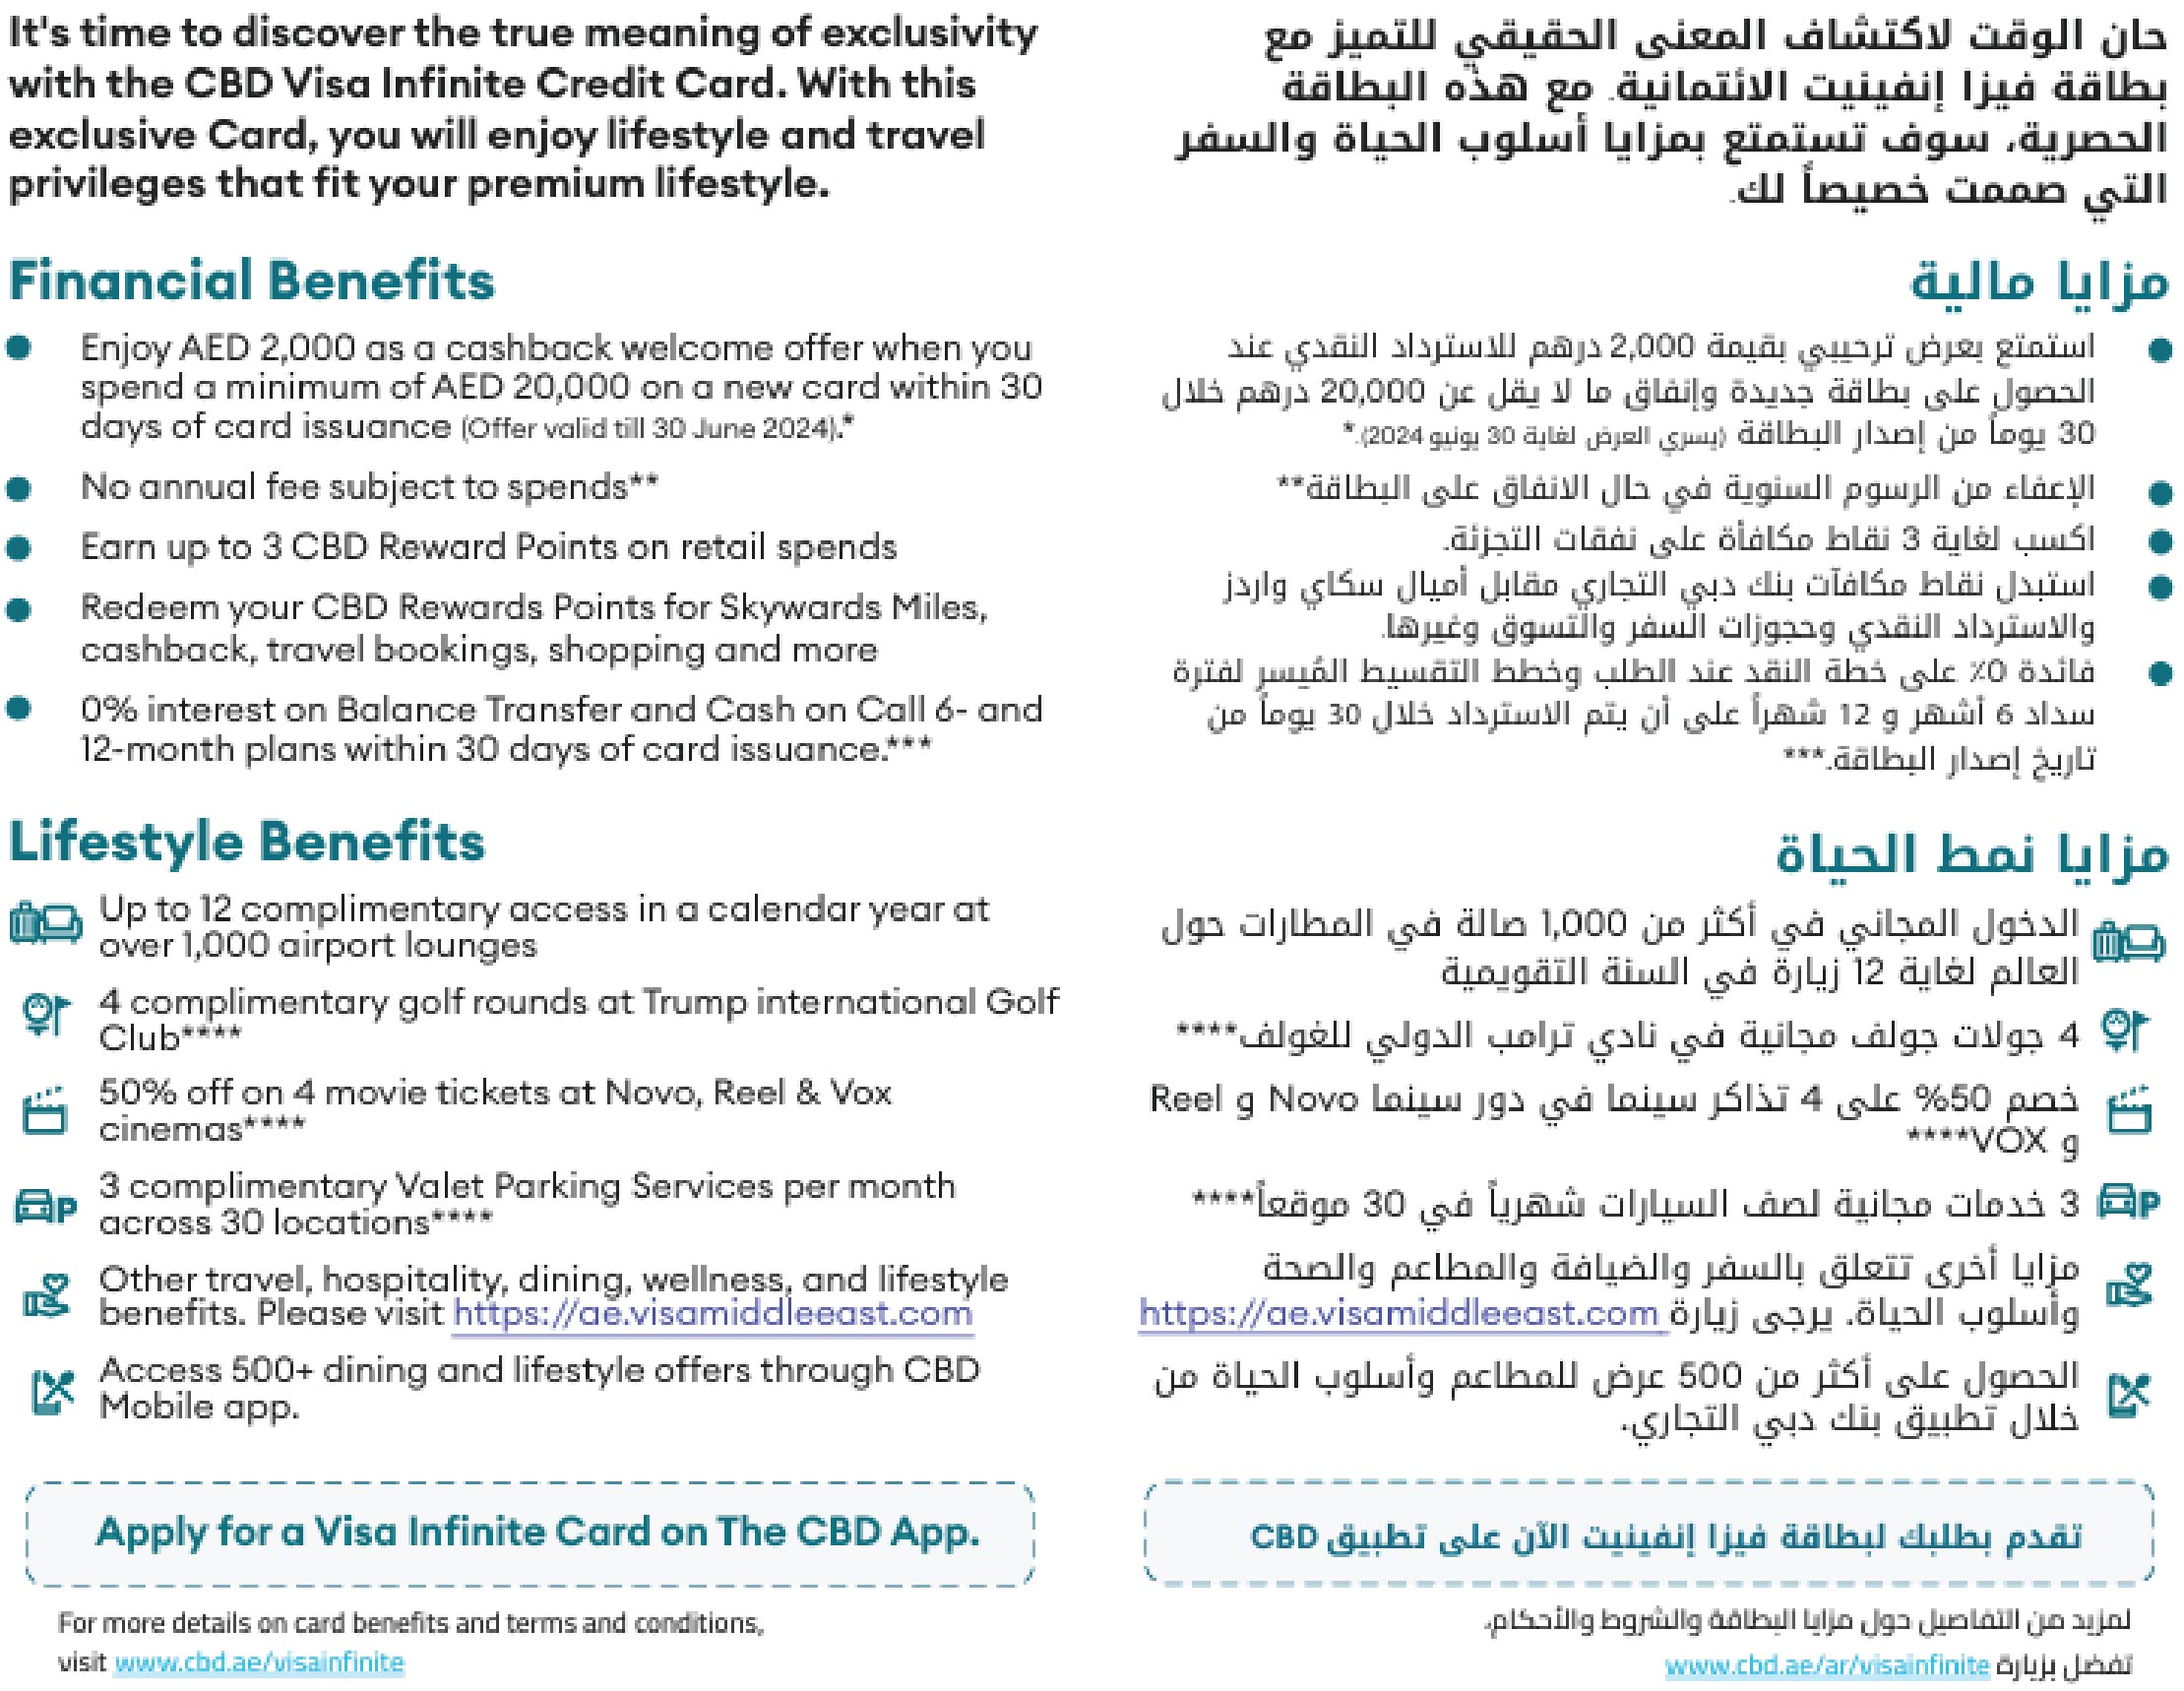 It's time to discover the true meaning of exclusivity
with the CBD Visa Infinite Credit Card. With this
exclusive Card, you will enjoy lifestyle and travel
privileges that fit your premium lifestyle.
Financial Benefits
Enjoy AED 2,000 as a cashback welcome offer when you
spend a minimum of AED 20,000 on a new card within 30
days of card issuance (Offer valid till 30 June 2024).*
No annual fee subject to spends**
Earn up to 3 CBD Reward Points on retail spends
Redeem your CBD Rewards Points for Skywards Miles,
cashback, travel bookings, shopping and more
0% interest on Balance Transfer and Cash on Call 6- and
12-month plans within 30 days of card issuance.***
Lifestyle Benefits
Up to 12 complimentary access in a calendar year at
over 1,000 airport lounges
4 complimentary golf rounds at Trump international Golf
Club****
50% off on 4 movie tickets at Novo, Reel & Vox
cinemas****
3 complimentary Valet Parking Services per month
across 30 locations****
Other travel, hospitality, dining, wellness, and lifestyle
benefits. Please visit https://ae.visamiddleeast.com
Access 500+ dining and lifestyle offers through CBD
Mobile app.
Apply for a Visa Infinite Card on The CBD App.
For more details on card benefits and terms and conditions,
visit www.cbd.ae/visainfinite
حان الوقت لاكتشاف المعنى الحقيقي للتميز مع
بطاقة فيزا إنفينيت الائتمانية. مع هذه البطاقة
الحصرية، سوف تستمتع بمزايا أسلوب الحياة والسفر
التي صممت خصيصاً لك.
مزايا مالية
استمتع بعرض ترحيبي بقيمة 2,000 درهم للاسترداد النقدي عند
الحصول على بطاقة جديدة وإنفاق ما لا يقل عن 20,000 درهم خلال
30 يوماً من إصدار البطاقة (يسري العرض لغاية 30 يونيو 2024).*
الإعفاء من الرسوم السنوية في حال الانفاق على البطاقة**
اكسب لغاية 3 نقاط مكافأة على نفقات التجزئة.
استبدل نقاط مكافآت بنك دبي التجاري مقابل أميال سكاي واردز
والاسترداد النقدي وحجوزات السفر والتسوق وغيرها.
فائدة 0٪ على خطة النقد عند الطلب وخطط التقسيط المُيسر لفترة
سداد 6 أشهر و 12 شهراً على أن يتم الاسترداد خلال 30 يوماً من
تاريخ إصدار البطاقة.***
مزايا نمط الحياة
الدخول المجاني في أكثر من 1,000 صالة في المطارات حول
العالم لغاية 12 زيارة في السنة التقويمية
4 جولات جولف مجانية في نادي ترامب الدولي للغولف****
خصم 50% على 4 تذاكر سينما في دور سينما Novo و Reel
و VOX****
3 خدمات مجانية لصف السيارات شهرياً في 30 موقعاً****
مزايا أخرى تتعلق بالسفر والضيافة والمطاعم والصحة
وأسلوب الحياة. يرجى زيارة https://ae.visamiddleeast.com
الحصول على أكثر من 500 عرض للمطاعم وأسلوب الحياة من
خلال تطبيق بنك دبي التجاري.
تقدم بطلبك لبطاقة فيزا إنفينيت الآن على تطبيق CBD
لمزيد من التفاصيل حول مزايا البطاقة والشروط والأحكام،
تفضل بزيارة www.cbd.ae/ar/visainfinite